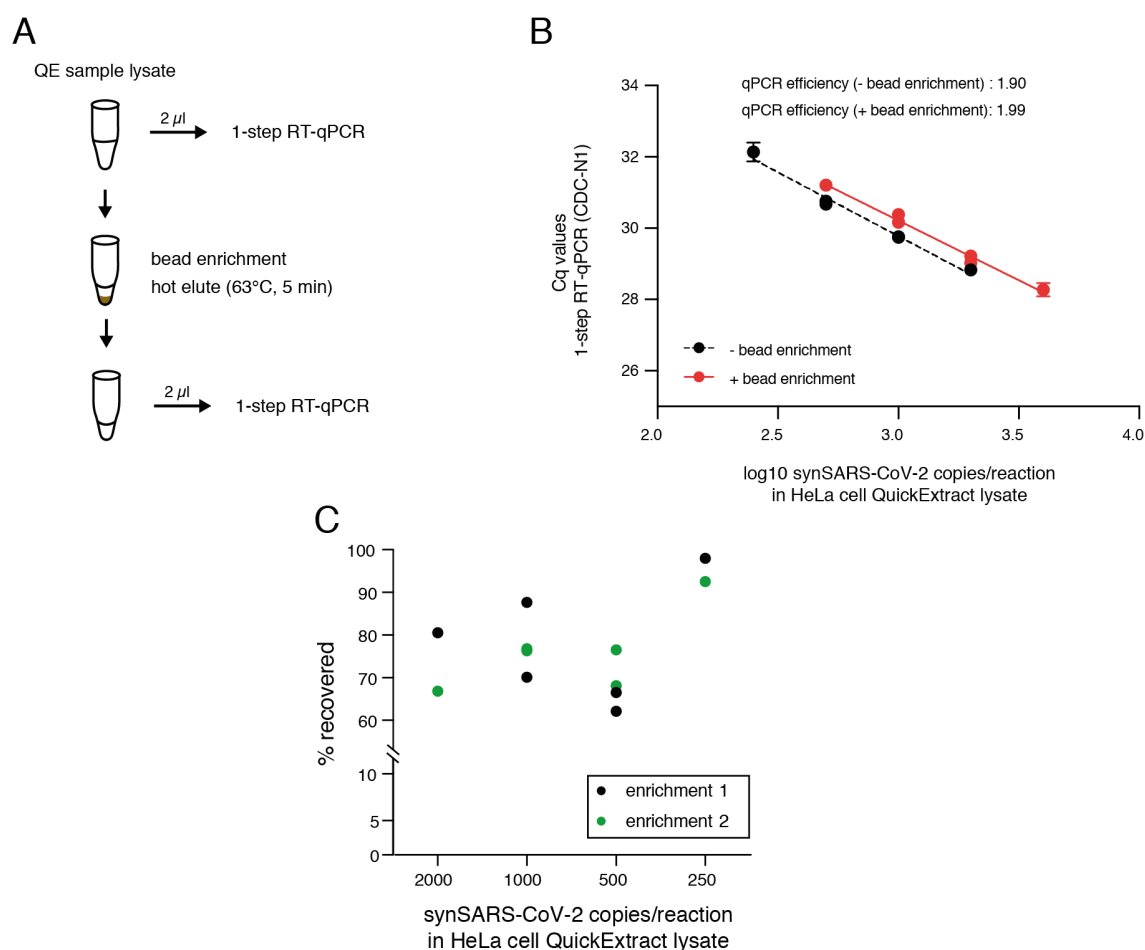 A
QE sample lysate
2 µl
1-step RT-qPCR
bead enrichment
hot elute (63°C, 5 min)
2 µl
1-step RT-qPCR
B
qPCR efficiency (- bead enrichment) : 1.90
qPCR efficiency (+ bead enrichment): 1.99
Cq values
1-step RT-qPCR (CDC-N1)
34
32
30
28
26
- bead enrichment
+ bead enrichment
2.0
2.5
3.0
3.5
4.0
log10 synSARS-CoV-2 copies/reaction
in HeLa cell QuickExtract lysate
C
% recovered
100
90
80
70
60
10
5
0
enrichment 1
enrichment 2
2000
1000
500
250
synSARS-CoV-2 copies/reaction
in HeLa cell QuickExtract lysate